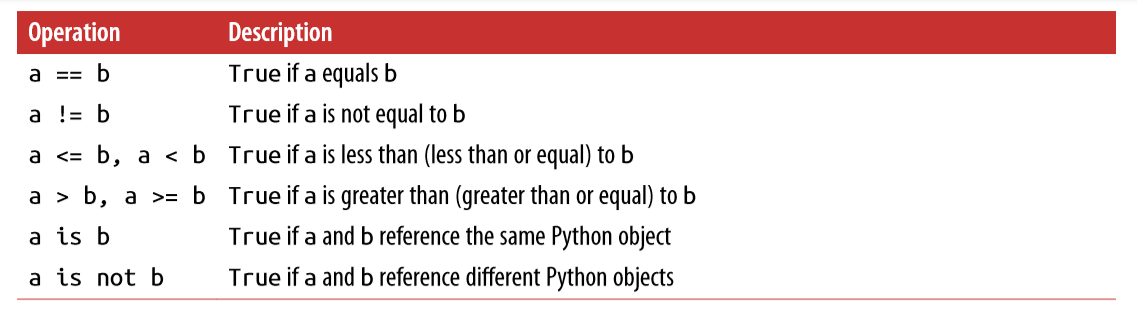 Operation Description
a == b True if a equals b
a != b True if a is not equal to b
a <= b, a < b True if a is less than (less than or equal) to b
a > b, a >= b True if a is greater than (greater than or equal) to b
a is b True if a and b reference the same Python object
a is not b True if a and b reference different Python objects